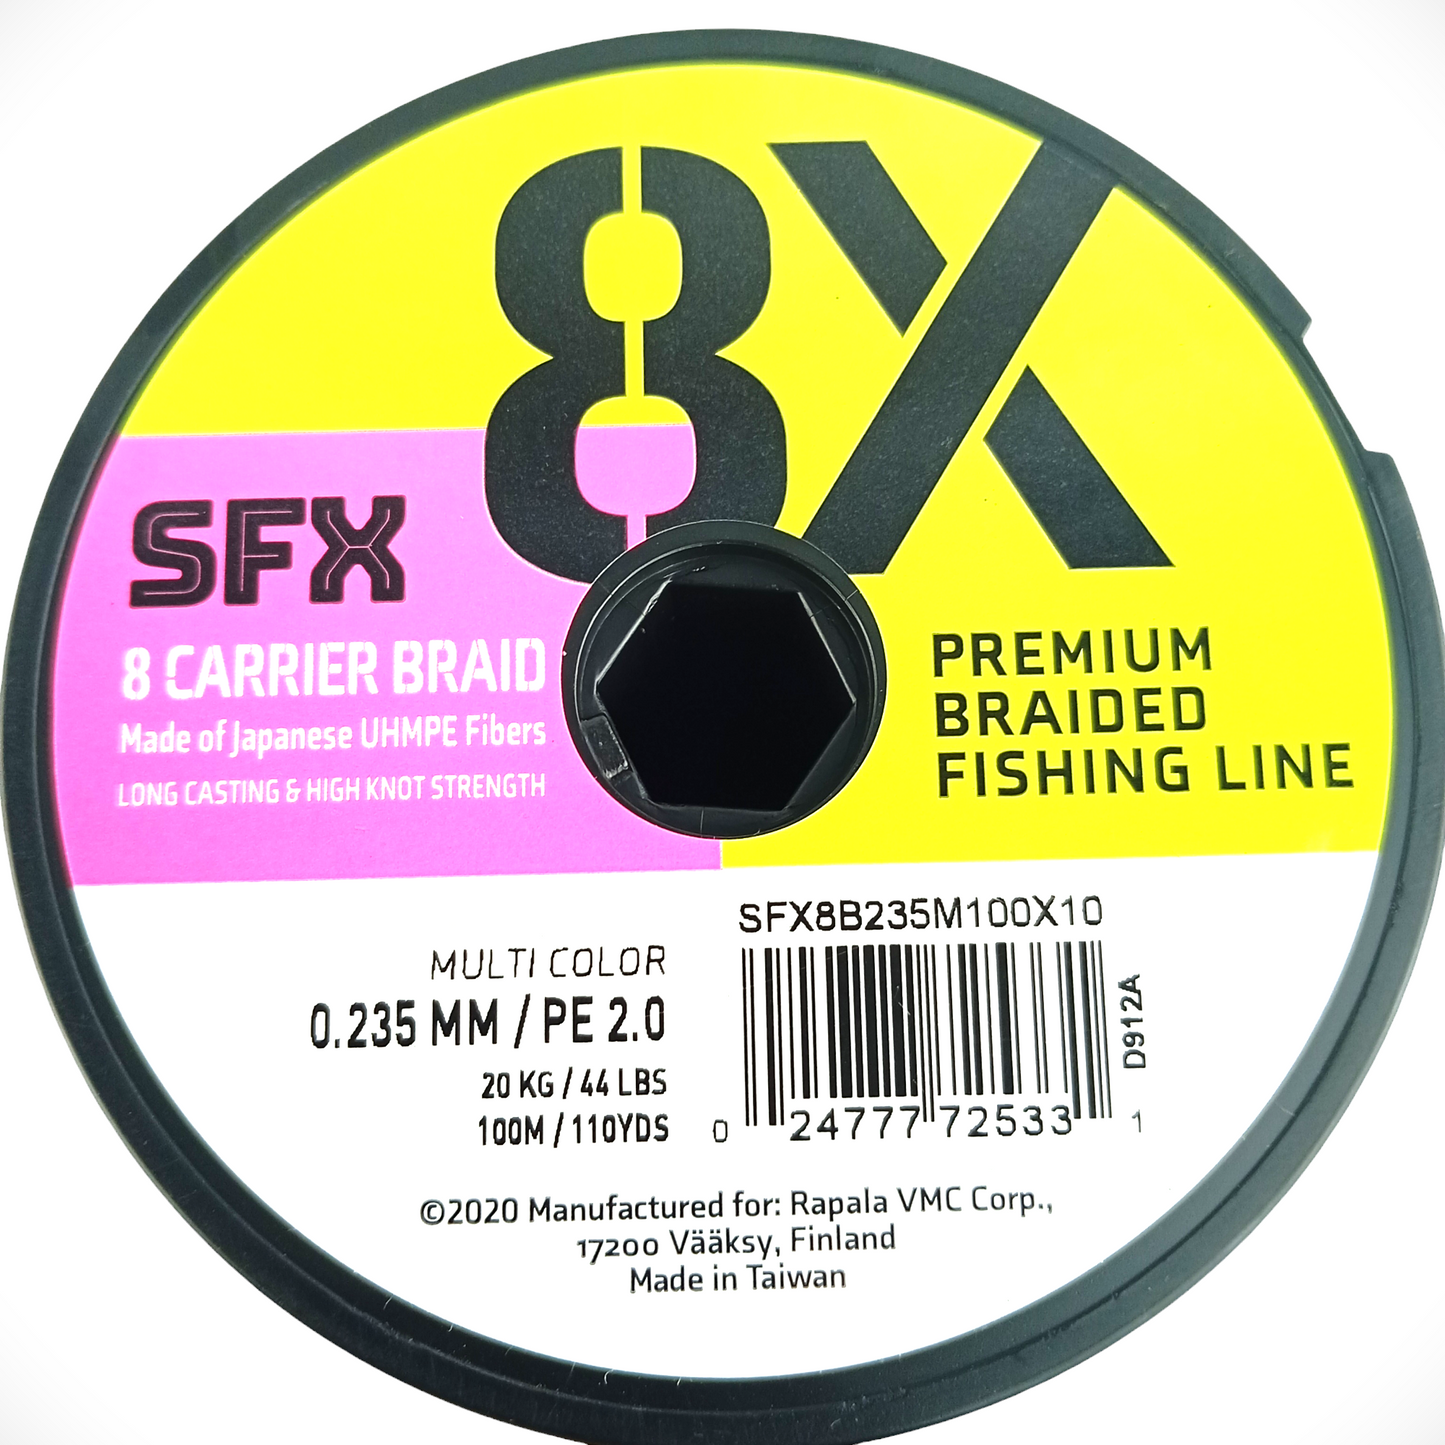 8X
SFX
8 CARRIER BRAID
Made of Japanese UHMPE Fibers
LONG CASTING & HIGH KNOT STRENGTH
PREMIUM
BRAIDED
FISHING LINE
MULTI COLOR
0.235 MM / PE 2.0
20 KG / 44 LBS
100M / 110YDS
SFX8B235M100X10
0 24777 72533 1
D912A
©2020 Manufactured for: Rapala VMC Corp.,
17200 Vääksy, Finland
Made in Taiwan